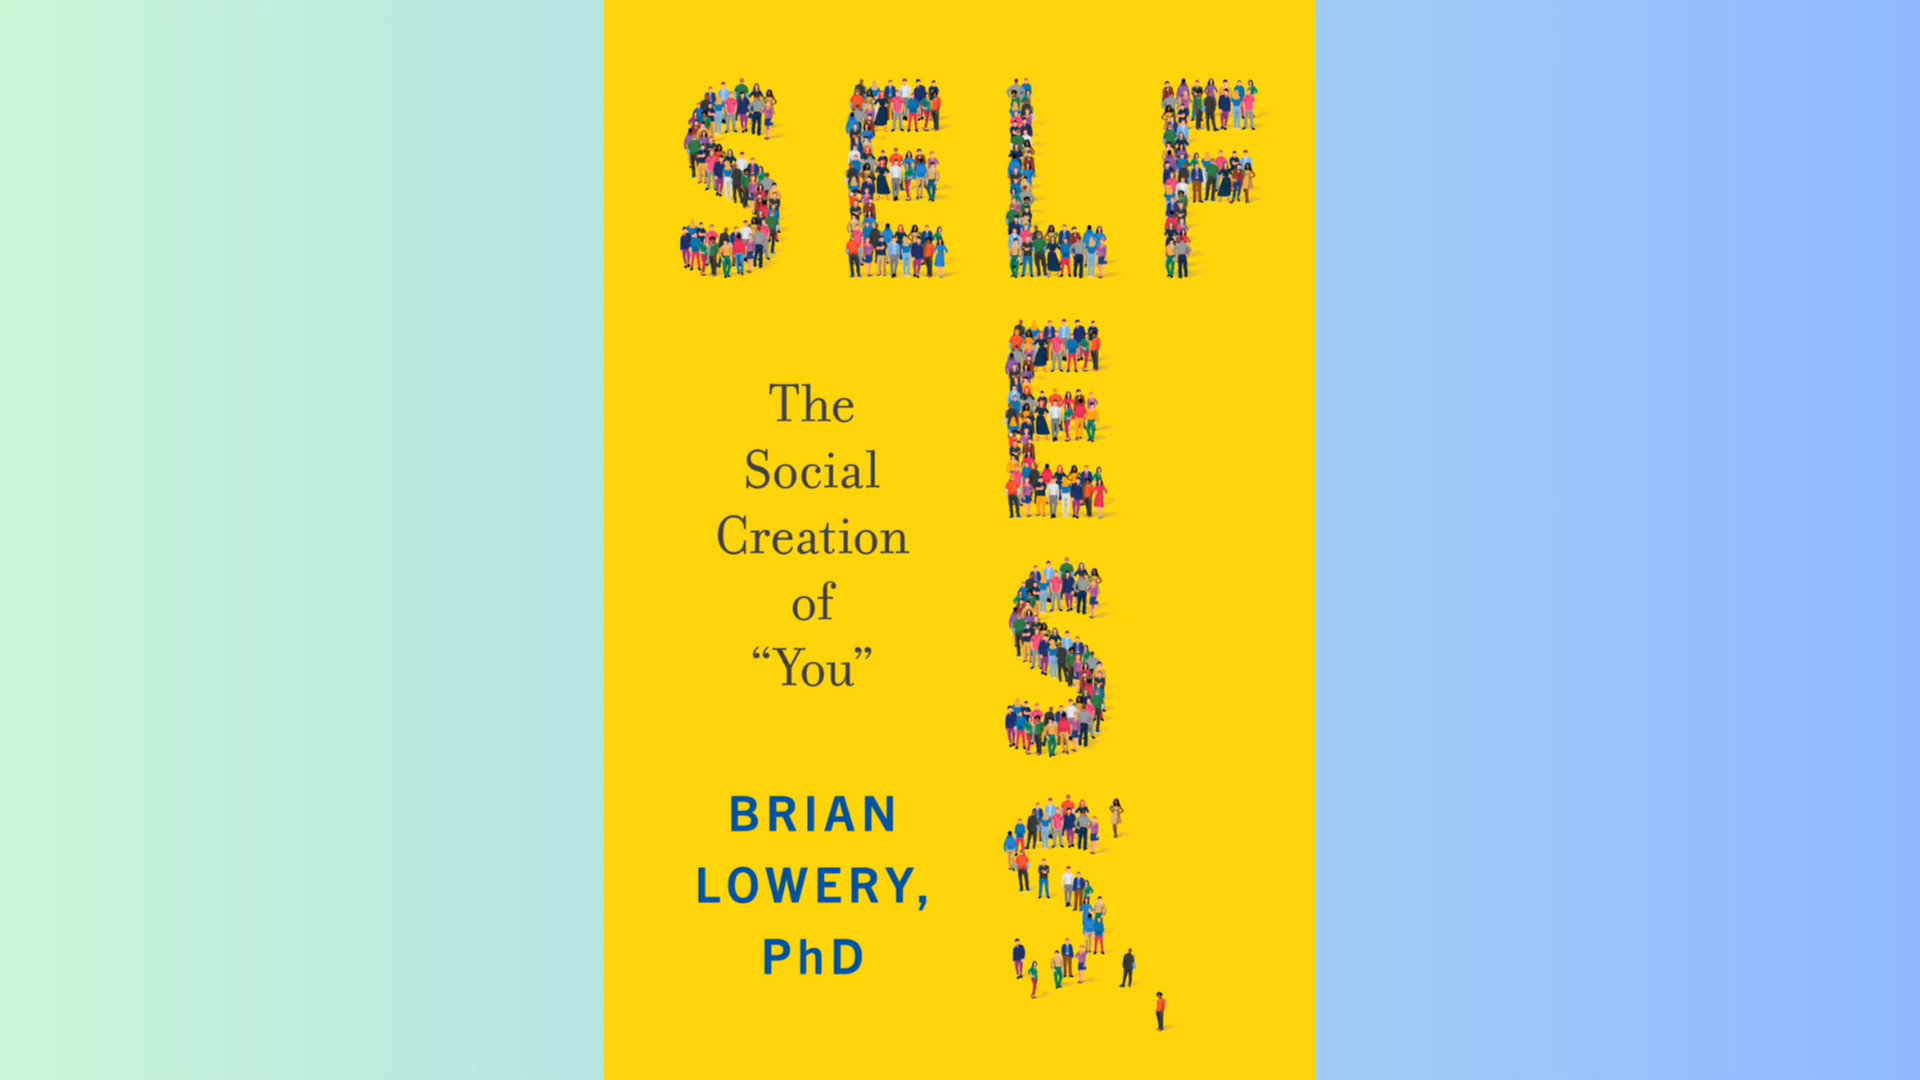 SELF
LESS
The
Social
Creation
of
“You”
BRIAN
LOWERY,
PhD